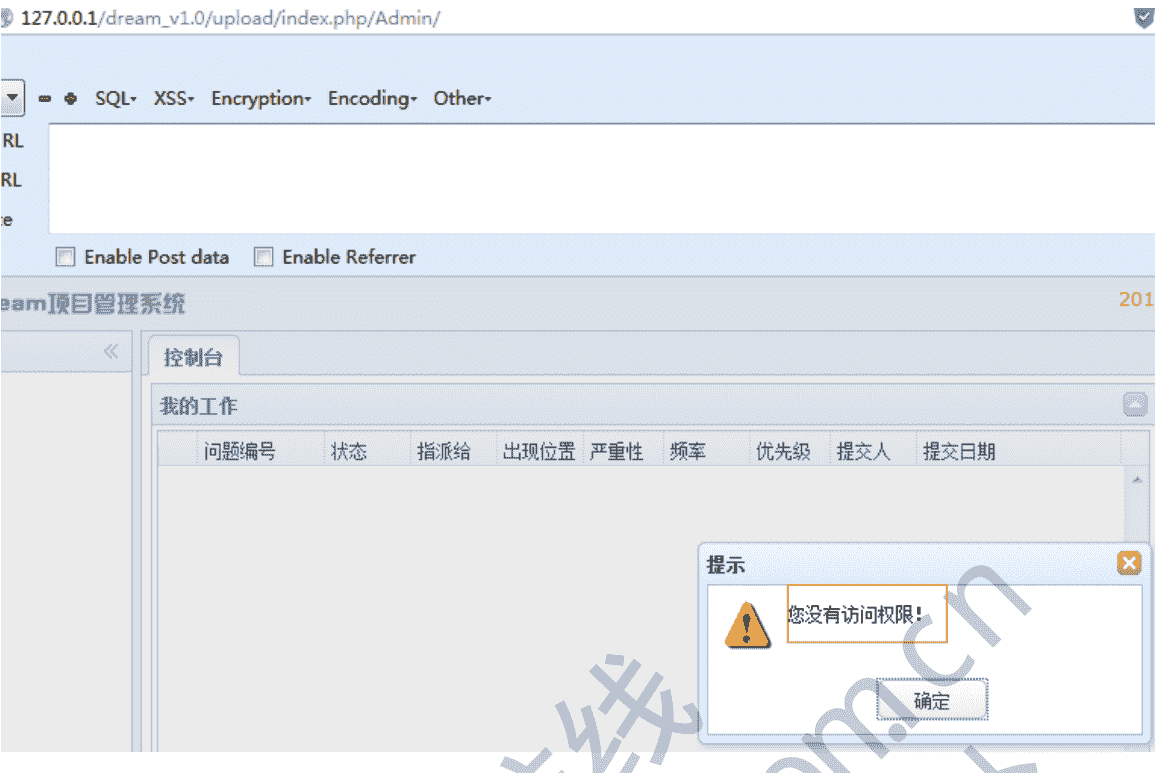 127.0.0.1/dream_v1.0/upload/index.php/Admin/
SQL XSS Encryption Encoding Other
RL
RL
te
Enable Post data Enable Referrer
eam项目管理系统 201
控制台
我的工作
问题编号 状态 指派给 出现位置 严重性 频率 优先级 提交人 提交日期
提示
您没有访问权限!
确定
线
om.cn